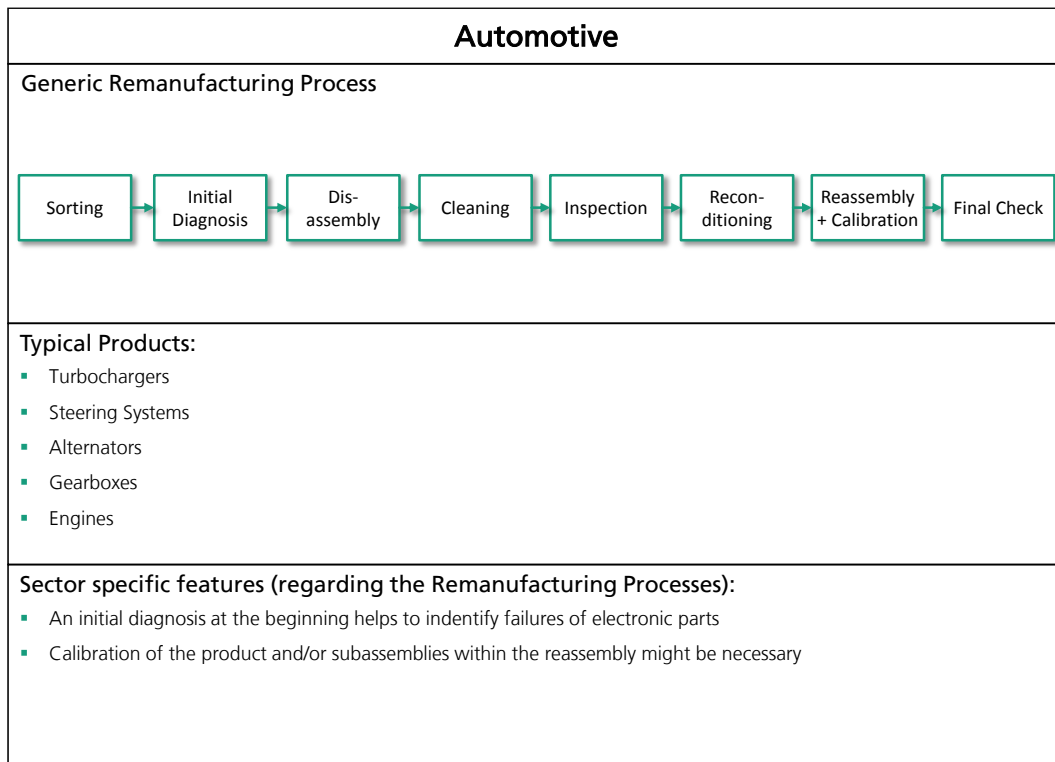 Automotive
Generic Remanufacturing Process
Sorting
Initial
Diagnosis
Dis-
assembly
Cleaning
Inspection
Recon-
ditioning
Reassembly
+ Calibration
Final Check
Typical Products:
▪ Turbochargers
▪ Steering Systems
▪ Alternators
▪ Gearboxes
▪ Engines
Sector specific features (regarding the Remanufacturing Processes):
▪ An initial diagnosis at the beginning helps to indentify failures of electronic parts
▪ Calibration of the product and/or subassemblies within the reassembly might be necessary